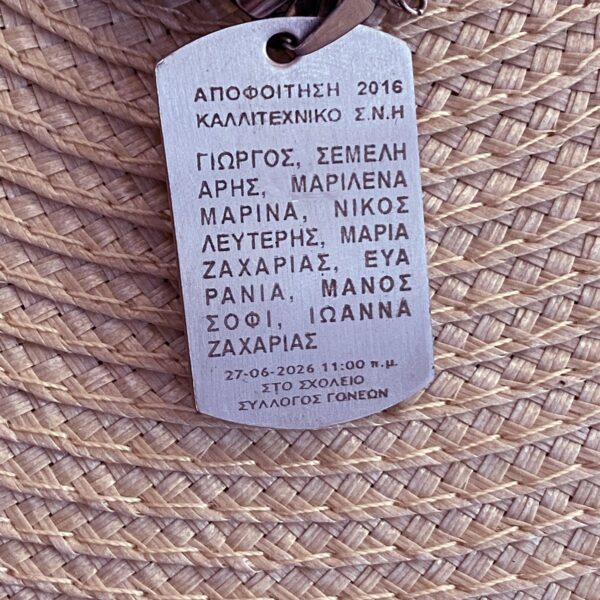 ΑΠΟΦΟΙΤΗΣΗ 2016
ΚΑΛΛΙΤΕΧΝΙΚΟ Σ.Ν.Η
ΓΙΩΡΓΟΣ, ΣΕΜΕΛΗ
ΑΡΗΣ, ΜΑΡΙΛΕΝΑ
ΜΑΡΙΝΑ, ΝΙΚΟΣ
ΛΕΥΤΕΡΗΣ, ΜΑΡΙΑ
ΖΑΧΑΡΙΑΣ, ΕΥΑ
ΡΑΝΙΑ, ΜΑΝΟΣ
ΣΟΦΙ, ΙΩΑΝΝΑ
ΖΑΧΑΡΙΑΣ
27-06-2026 11:00 π.μ.
ΣΤΟ ΣΧΟΛΕΙΟ
ΣΥΛΛΟΓΟΣ ΓΟΝΕΩΝ